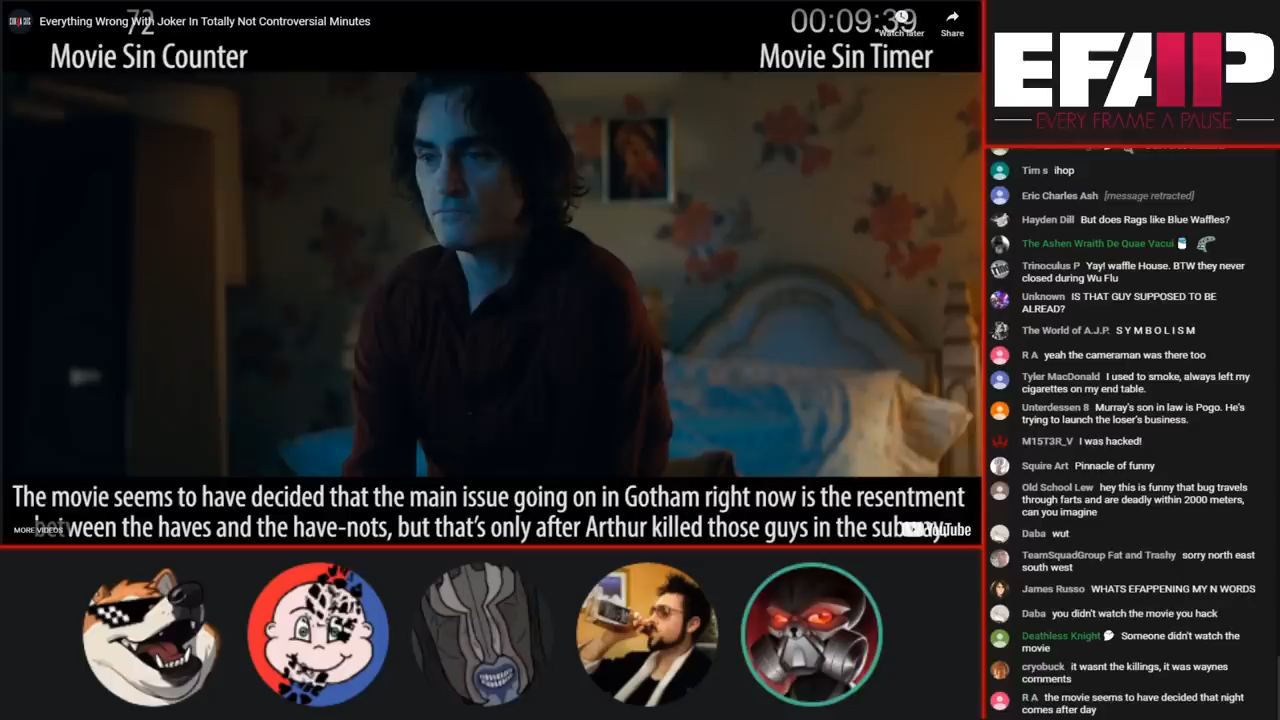 Everything Wrong With Joker In Totally Not Controversial Minutes
72
Movie Sin Counter
00:09:39
Movie Sin Timer
Watch later
Share
The movie seems to have decided that the main issue going on in Gotham right now is the resentment
between the haves and the have-nots, but that's only after Arthur killed those guys in the subway.
MORE VIDEOS
YouTube
EFAP
EVERY FRAME A PAUSE
Tim s ihop
Eric Charles Ash [message retracted]
Hayden Dill But does Rags like Blue Waffles?
The Ashen Wraith De Quae Vacui
Trinoculus P Yay! waffle House. BTW they never
closed during Wu Flu
Unknown IS THAT GUY SUPPOSED TO BE
ALREAD?
The World of A.J.P. S Y M B O L I S M
R A yeah the cameraman was there too
Tyler MacDonald I used to smoke, always left my
cigarettes on my end table.
Unterdessen 8 Murray's son in law is Pogo. He's
trying to launch the loser's business.
M15T3R_V I was hacked!
Squire Art Pinnacle of funny
Old School Lew hey this is funny that bug travels
through farts and are deadly within 2000 meters,
can you imagine
Daba wut
TeamSquadGroup Fat and Trashy sorry north east
south west
James Russo WHATS EFAPPENING MY N WORDS
Daba you didn't watch the movie you hack
Deathless Knight Someone didn't watch the
movie
cryobuck it wasnt the killings, it was waynes
comments
R A the movie seems to have decided that night
comes after day